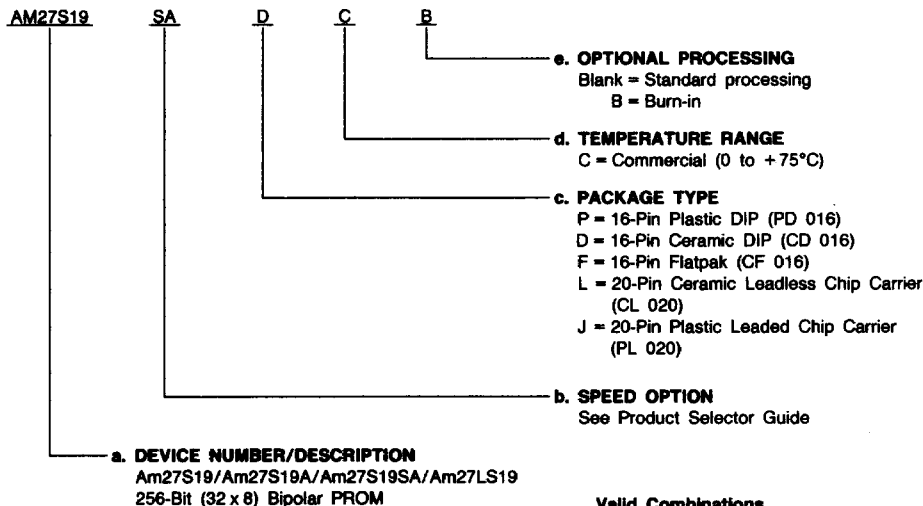 AM27S19 SA D C B
e. OPTIONAL PROCESSING
Blank = Standard processing
B = Burn-in
d. TEMPERATURE RANGE
C = Commercial (0 to +75°C)
c. PACKAGE TYPE
P = 16-Pin Plastic DIP (PD 016)
D = 16-Pin Ceramic DIP (CD 016)
F = 16-Pin Flatpak (CF 016)
L = 20-Pin Ceramic Leadless Chip Carrier
(CL 020)
J = 20-Pin Plastic Leaded Chip Carrier
(PL 020)
b. SPEED OPTION
See Product Selector Guide
a. DEVICE NUMBER/DESCRIPTION
Am27S19/Am27S19A/Am27S19SA/Am27LS19
256-Bit (32 x 8) Bipolar PROM
Valid Combinations